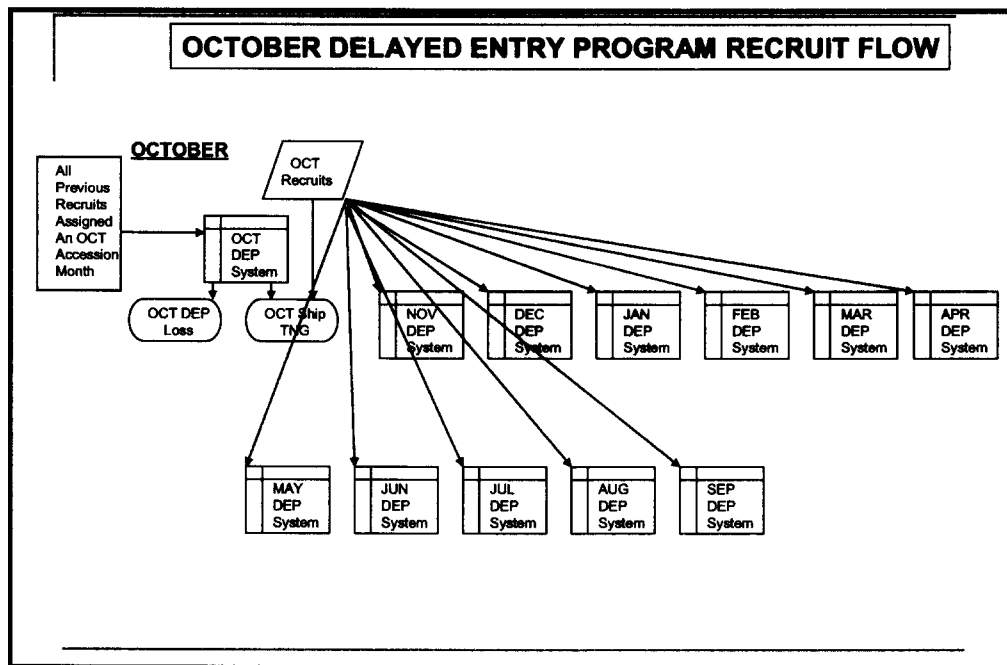 OCTOBER DELAYED ENTRY PROGRAM RECRUIT FLOW
OCTOBER
All
Previous
Recruits
Assigned
An OCT
Accession
Month
OCT
Recruits
OCT
DEP
System
OCT DEP
Loss
OCT Ship
TNG
NOV
DEP
System
DEC
DEP
System
JAN
DEP
System
FEB
DEP
System
MAR
DEP
System
APR
DEP
System
MAY
DEP
System
JUN
DEP
System
JUL
DEP
System
AUG
DEP
System
SEP
DEP
System